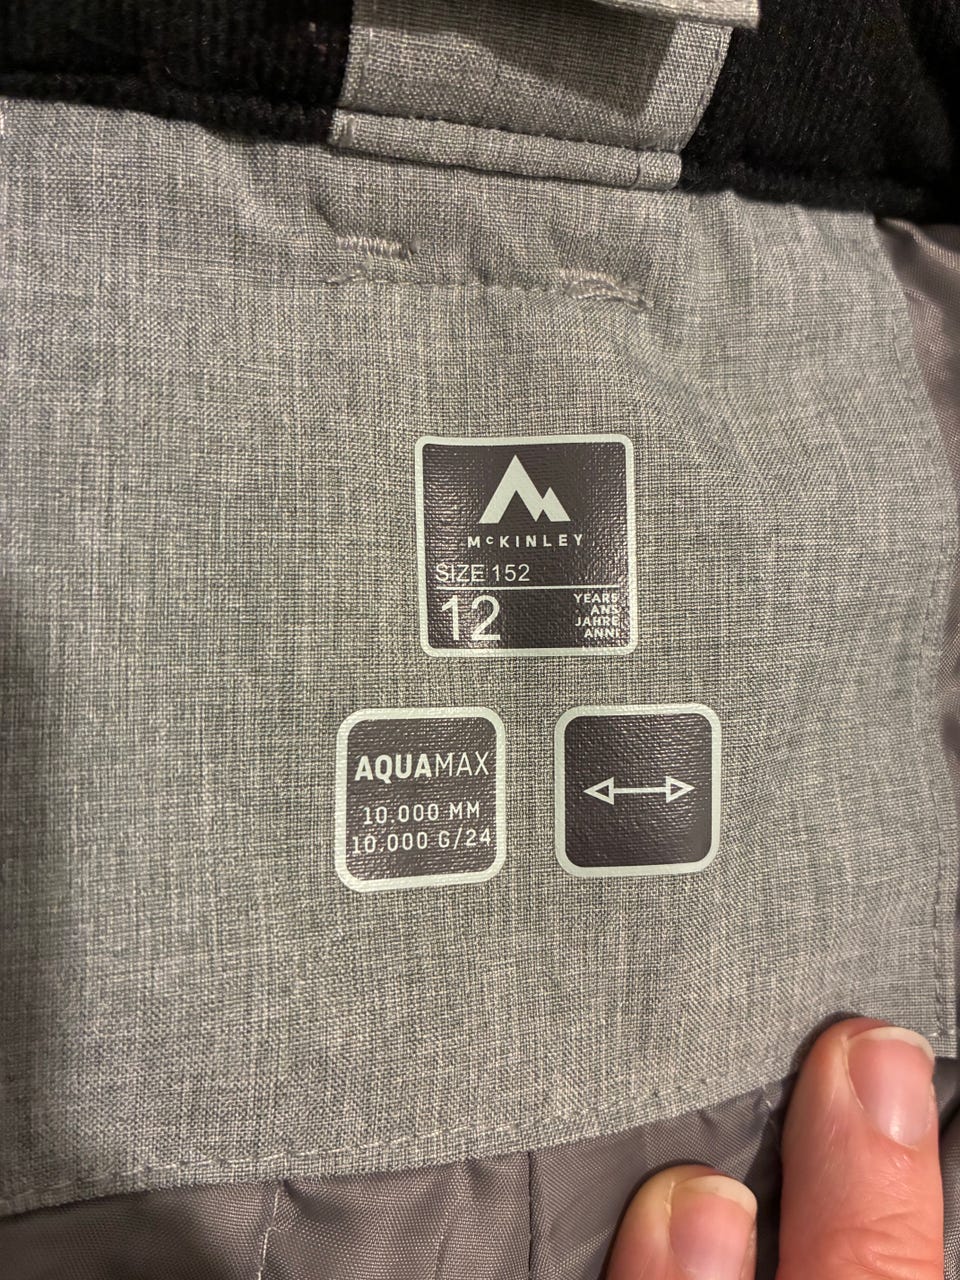 McKINLEY
SIZE 152
12
YEARS
ANS
JAHRE
ANNI
AQUAMAX
10.000 MM
10.000 G/24